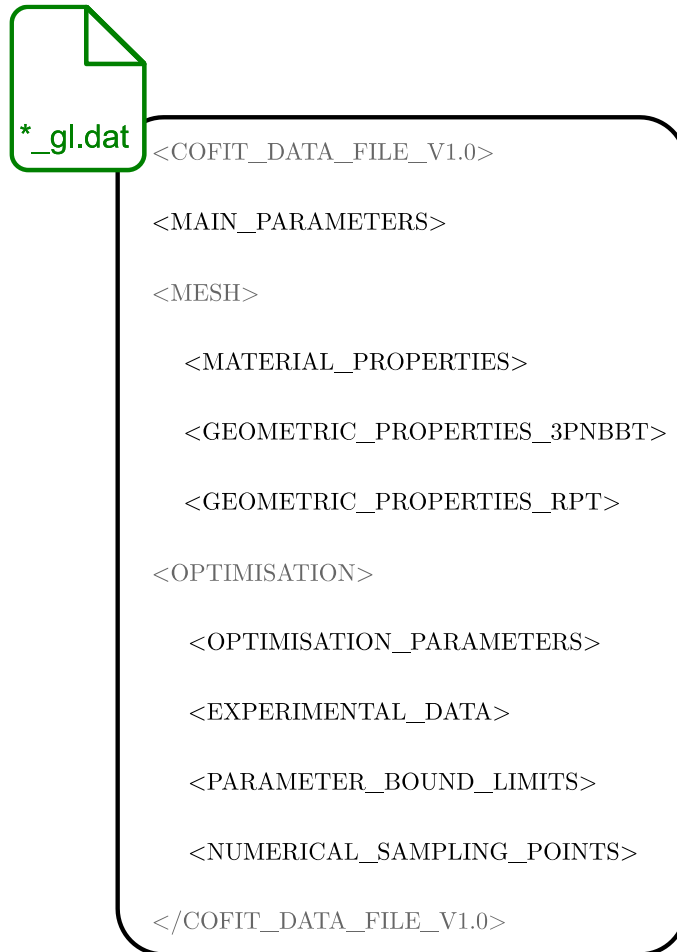 *_gl.dat
<COFIT_DATA_FILE_V1.0>
<MAIN_PARAMETERS>
<MESH>
<MATERIAL_PROPERTIES>
<GEOMETRIC_PROPERTIES_3PNBBT>
<GEOMETRIC_PROPERTIES_RPT>
<OPTIMISATION>
<OPTIMISATION_PARAMETERS>
<EXPERIMENTAL_DATA>
<PARAMETER_BOUND_LIMITS>
<NUMERICAL_SAMPLING_POINTS>
</COFIT_DATA_FILE_V1.0>